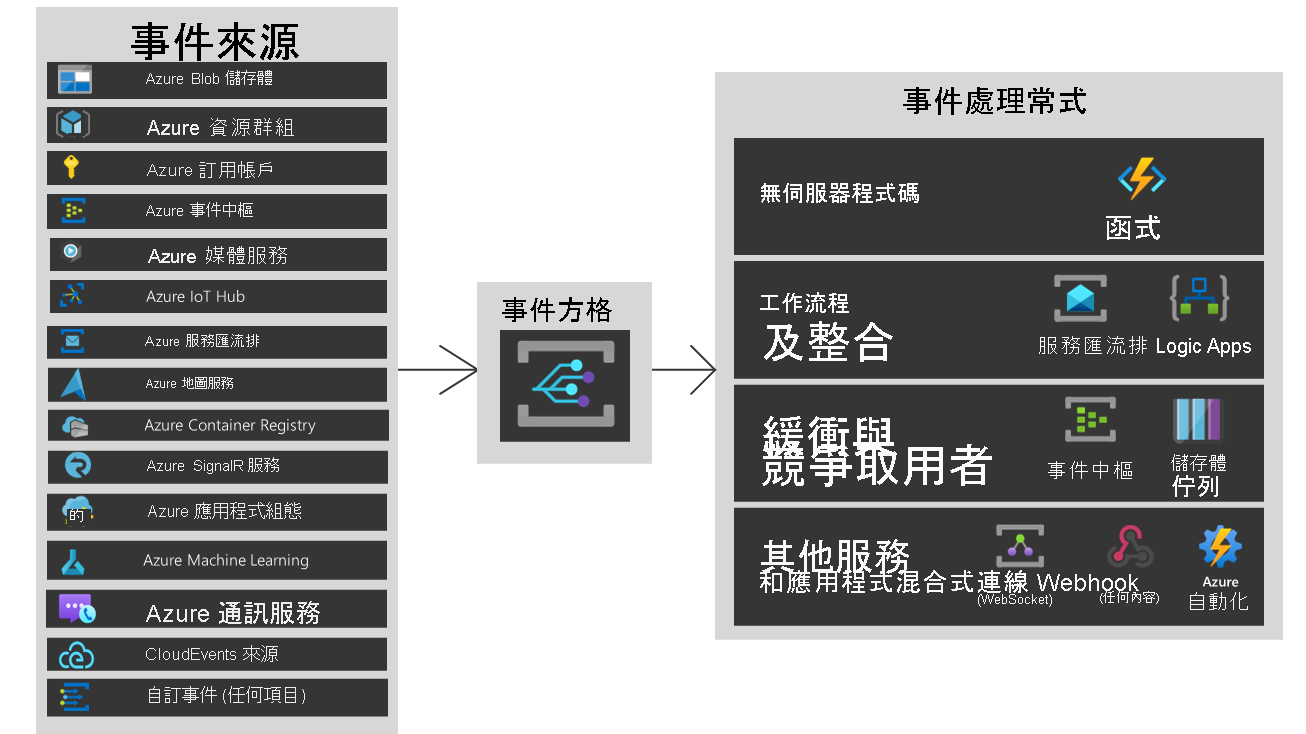 事件來源
Azure Blob 儲存體
Azure 資源群組
Azure 訂用帳戶
Azure 事件中樞
Azure 媒體服務
Azure IoT Hub
Azure 服務匯流排
Azure 地圖服務
Azure Container Registry
Azure SignalR 服務
的
Azure 應用程式組態
Azure Machine Learning
Azure 通訊服務
CloudEvents 來源
自訂事件 (任何項目)
事件方格
事件處理常式
無伺服器程式碼
函式
工作流程
及整合
服務匯流排 Logic Apps
緩衝與
競爭取用者
事件中樞
儲存體
佇列
其他服務
和應用程式混合式連線 Webhook
(WebSocket)
(任何內容)
Azure
自動化